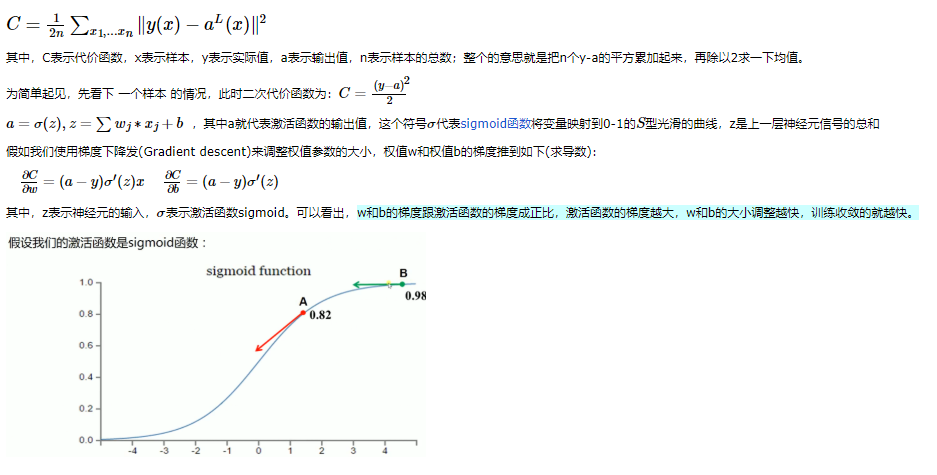 C = \frac{1}{2n} \sum_{x_1,...x_n} \|y(x) - a^L(x)\|^2
其中，C表示代价函数，x表示样本，y表示实际值，a表示输出值，n表示样本的总数；整个的意思就是把n个y-a的平方累加起来，再除以2求一下均值。
为简单起见，先看下 一个样本 的情况，此时二次代价函数为：C = \frac{(y-a)^2}{2}
a = σ(z), z = \sum w_j * x_j + b ，其中a就代表激活函数的输出值，这个符号σ代表sigmoid函数将变量映射到0-1的S型光滑的曲线，z是上一层神经元信号的总和
假如我们使用梯度下降发(Gradient descent)来调整权值参数的大小，权值w和权值b的梯度推到如下(求导数)：
\frac{∂C}{∂w} = (a - y)σ'(z)x \frac{∂C}{∂b} = (a - y)σ'(z)
其中，z表示神经元的输入，σ表示激活函数sigmoid。可以看出，w和b的梯度跟激活函数的梯度成正比，激活函数的梯度越大，w和b的大小调整越快，训练收敛的就越快。
假设我们的激活函数是sigmoid函数：
sigmoid function
B
1.0
0.98
A
0.82
0.8
0.6
0.4
0.2
0.0
-4 -3 -2 -1 0 1 2 3 4